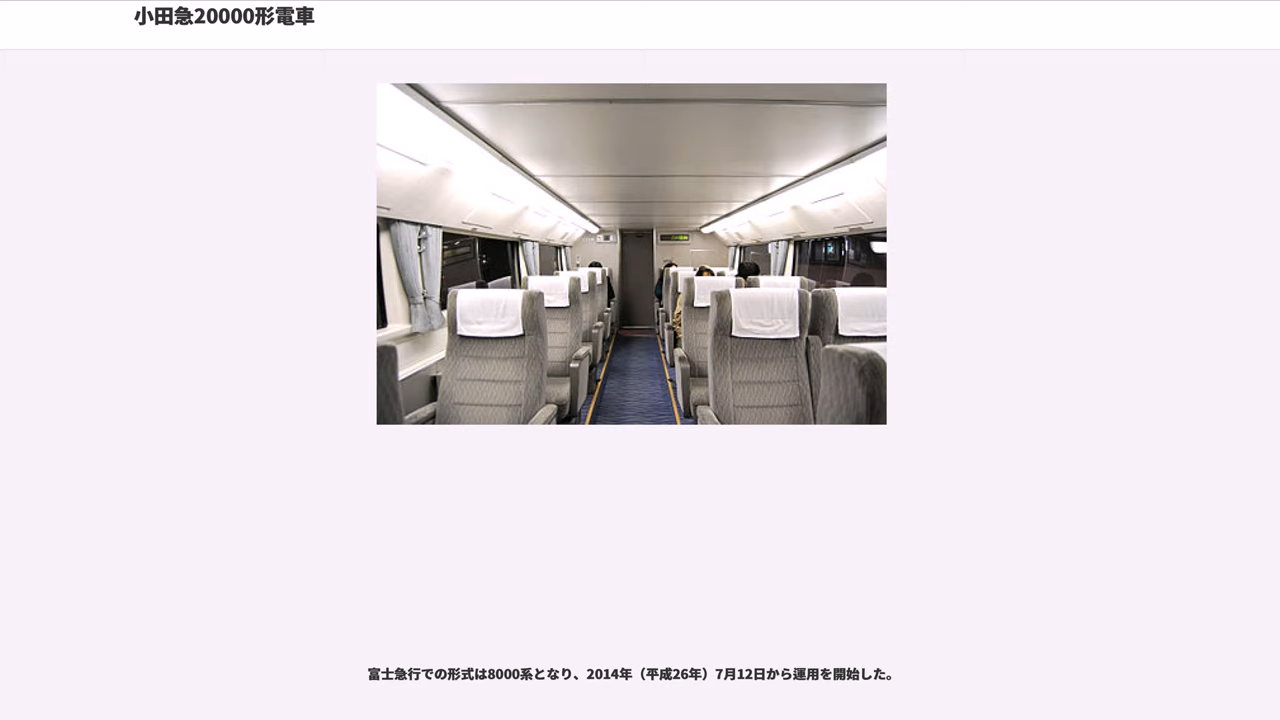 小田急20000形電車
富士急行での形式は8000系となり、2014年（平成26年）7月12日から運用を開始した。